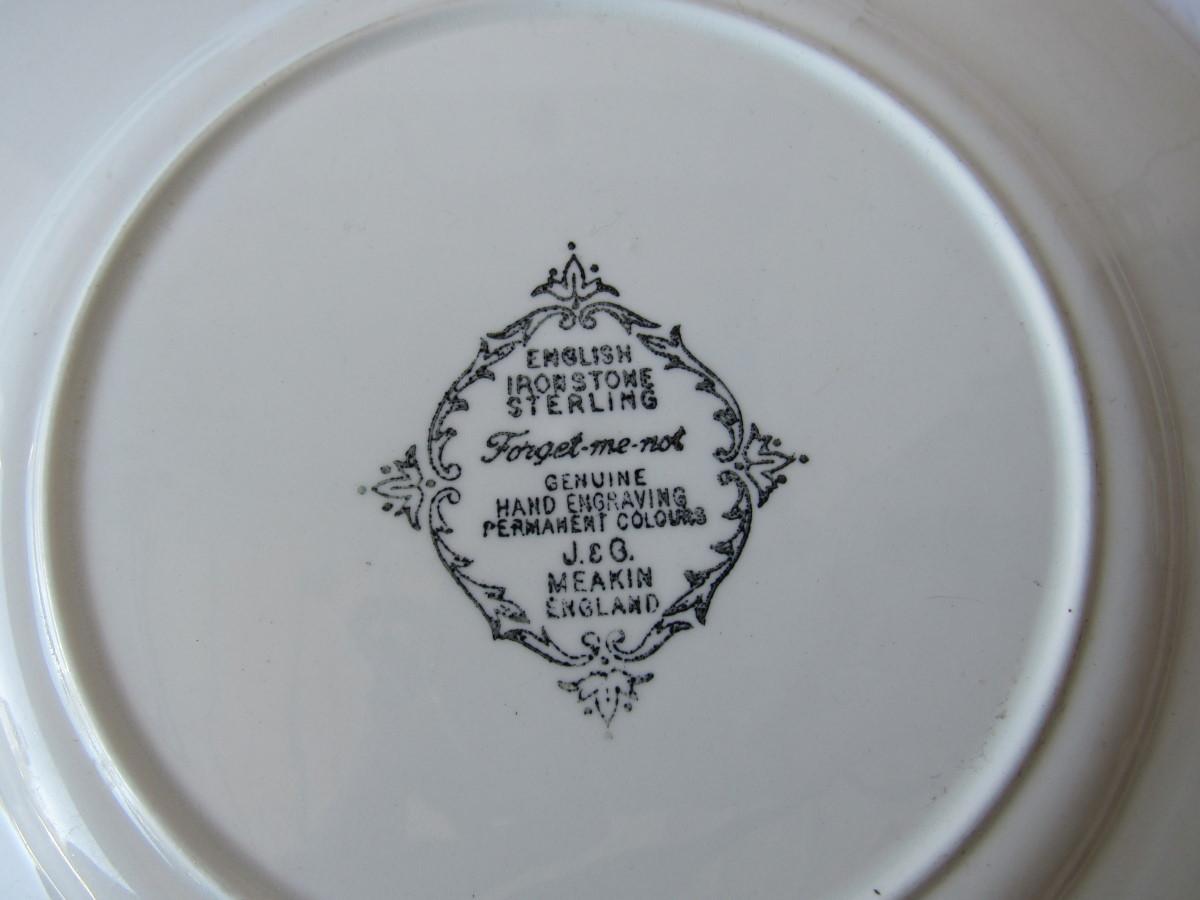 ENGLISH
IRONSTONE
STERLING
Forget-me-not
GENUINE
HAND ENGRAVING
PERMANENT COLOURS
J. & G.
MEAKIN
ENGLAND